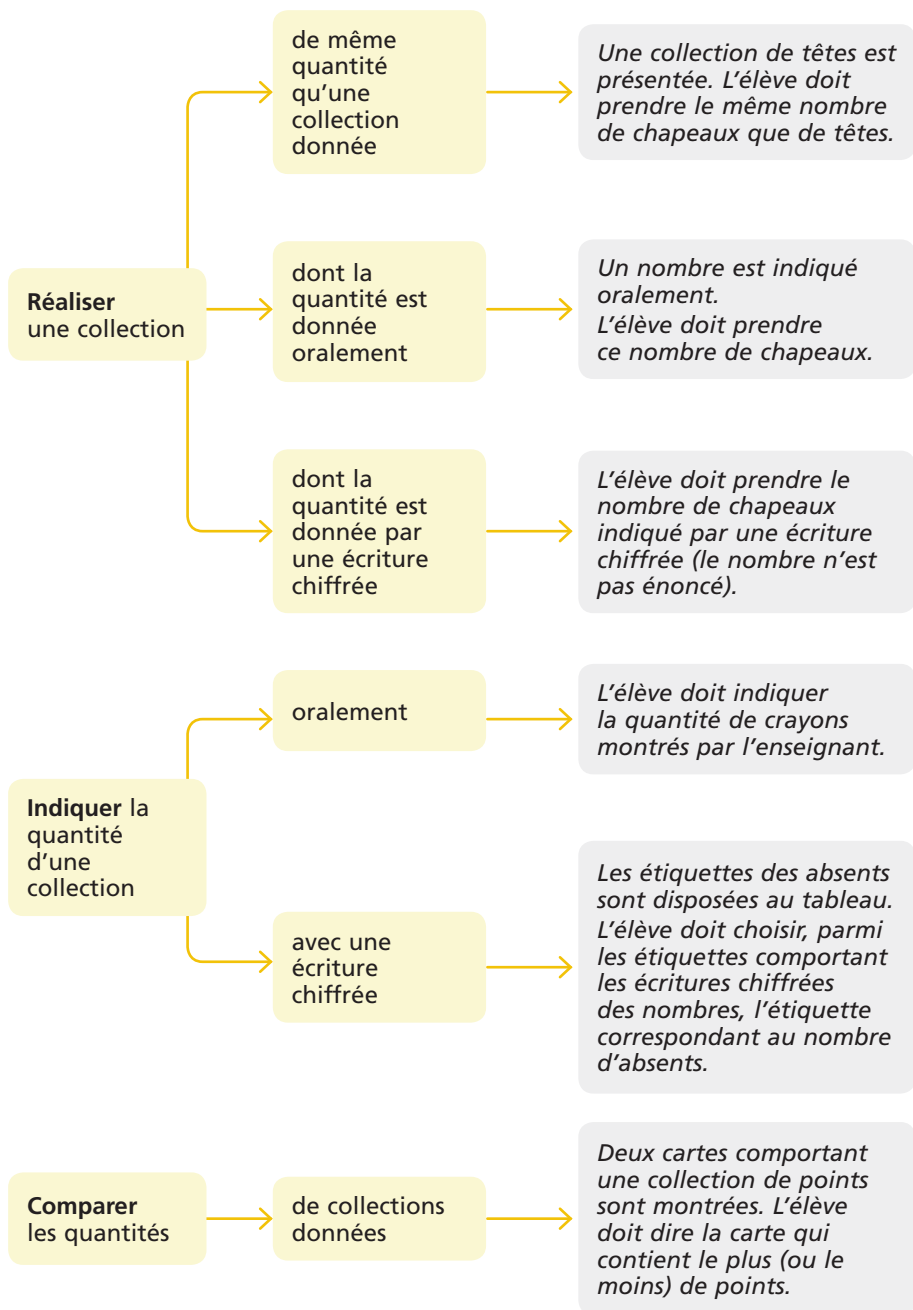 de même
quantité
qu'une
collection
donnée
Une collection de têtes est
présentée. L'élève doit
prendre le même nombre
de chapeaux que de têtes.
Réaliser
une collection
dont la
quantité est
donnée
oralement
Un nombre est indiqué
oralement.
L'élève doit prendre
ce nombre de chapeaux.
dont la
quantité est
donnée par
une écriture
chiffrée
L'élève doit prendre le
nombre de chapeaux
indiqué par une écriture
chiffrée (le nombre n'est
pas énoncé).
Indiquer la
quantité
d'une
collection
oralement
L'élève doit indiquer
la quantité de crayons
montrés par l'enseignant.
avec une
écriture
chiffrée
Les étiquettes des absents
sont disposées au tableau.
L'élève doit choisir, parmi
les étiquettes comportant
les écritures chiffrées
des nombres, l'étiquette
correspondant au nombre
d'absents.
Comparer
les quantités
de collections
données
Deux cartes comportant
une collection de points
sont montrées. L'élève
doit dire la carte qui
contient le plus (ou le
moins) de points.